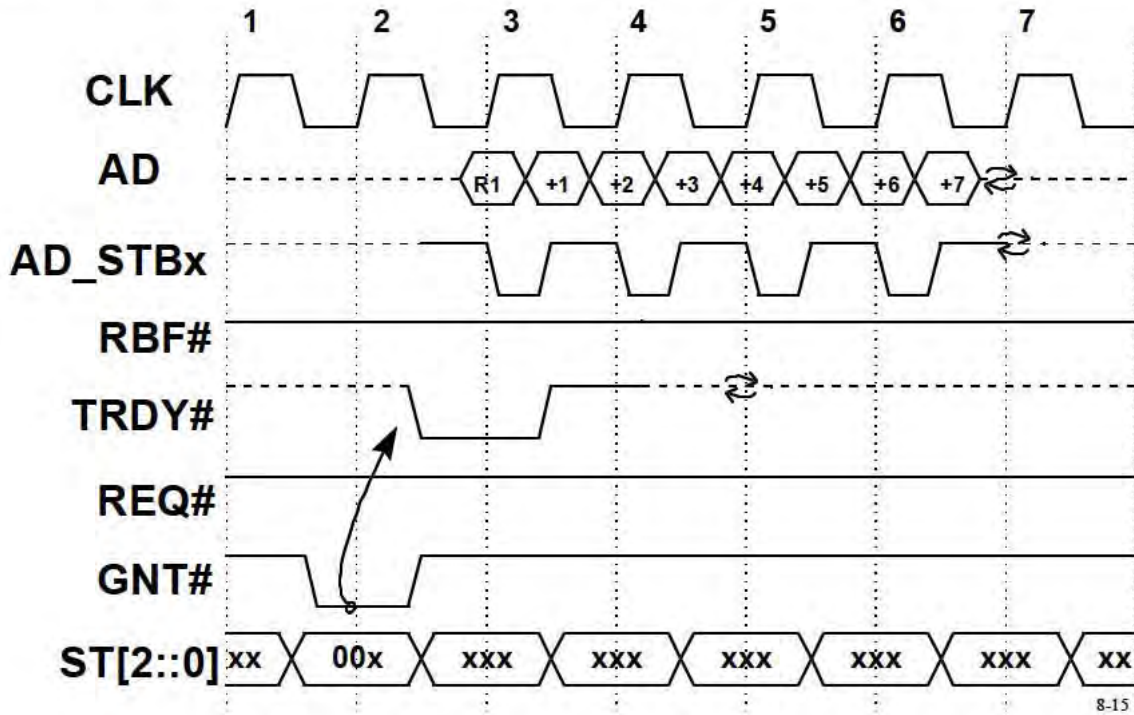 1 2 3 4 5 6 7
CLK
AD
R1 +1 +2 +3 +4 +5 +6 +7
AD_STBx
RBF#
TRDY#
REQ#
GNT#
ST[2::0] xx 00x xxx xxx xxx xxx xxx xx
8-15